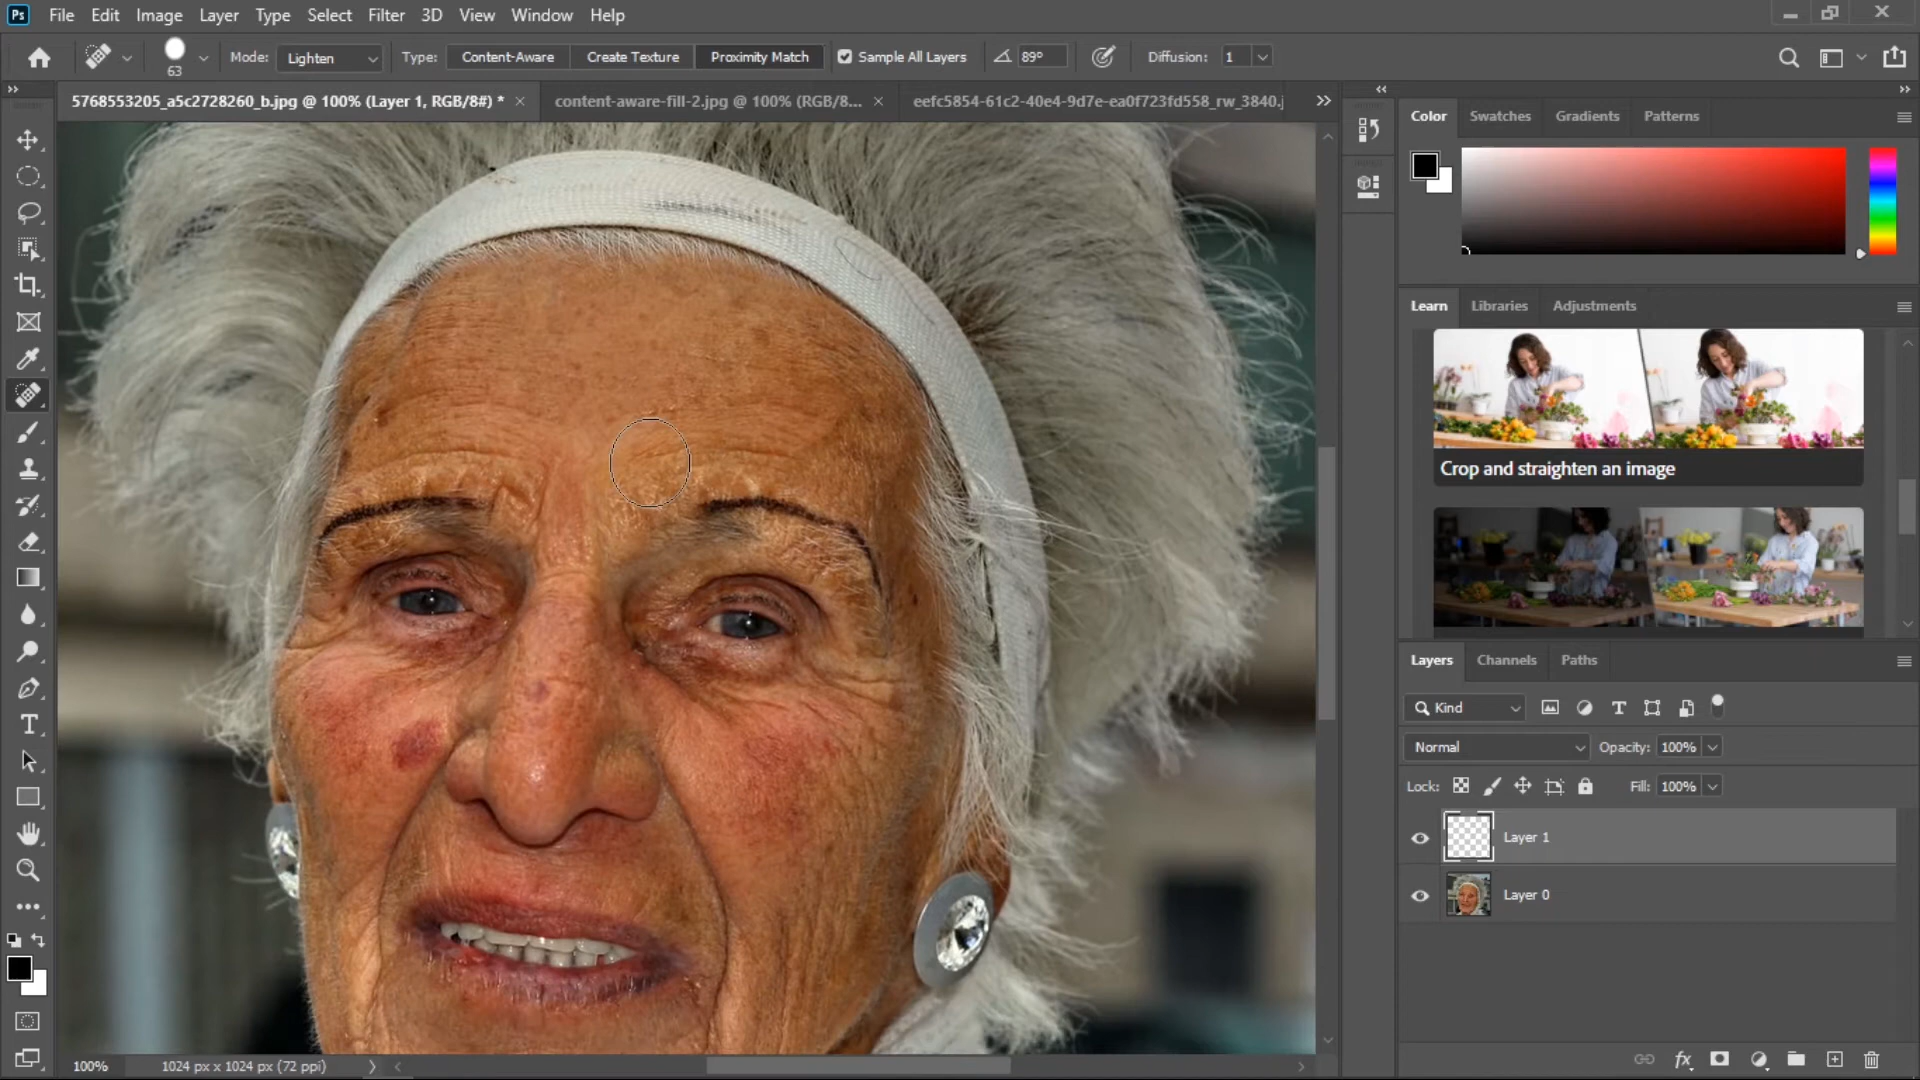 Ps File Edit Image Layer Type Select Filter 3D View Window Help
63 Mode: Lighten Type: Content-Aware Create Texture Proximity Match Sample All Layers 89° Diffusion: 1
5768553205_a5c2728260_b.jpg @ 100% (Layer 1, RGB/8#) * content-aware-fill-2.jpg @ 100% (RGB/8... eefc5854-61c2-40e4-9d7e-ea0f723fd558_rw_3840.j
Color Swatches Gradients Patterns
Learn Libraries Adjustments
Crop and straighten an image
Layers Channels Paths
Kind
Normal Opacity: 100%
Lock: Fill: 100%
Layer 1
Layer 0
100% 1024 px x 1024 px (72 ppi)